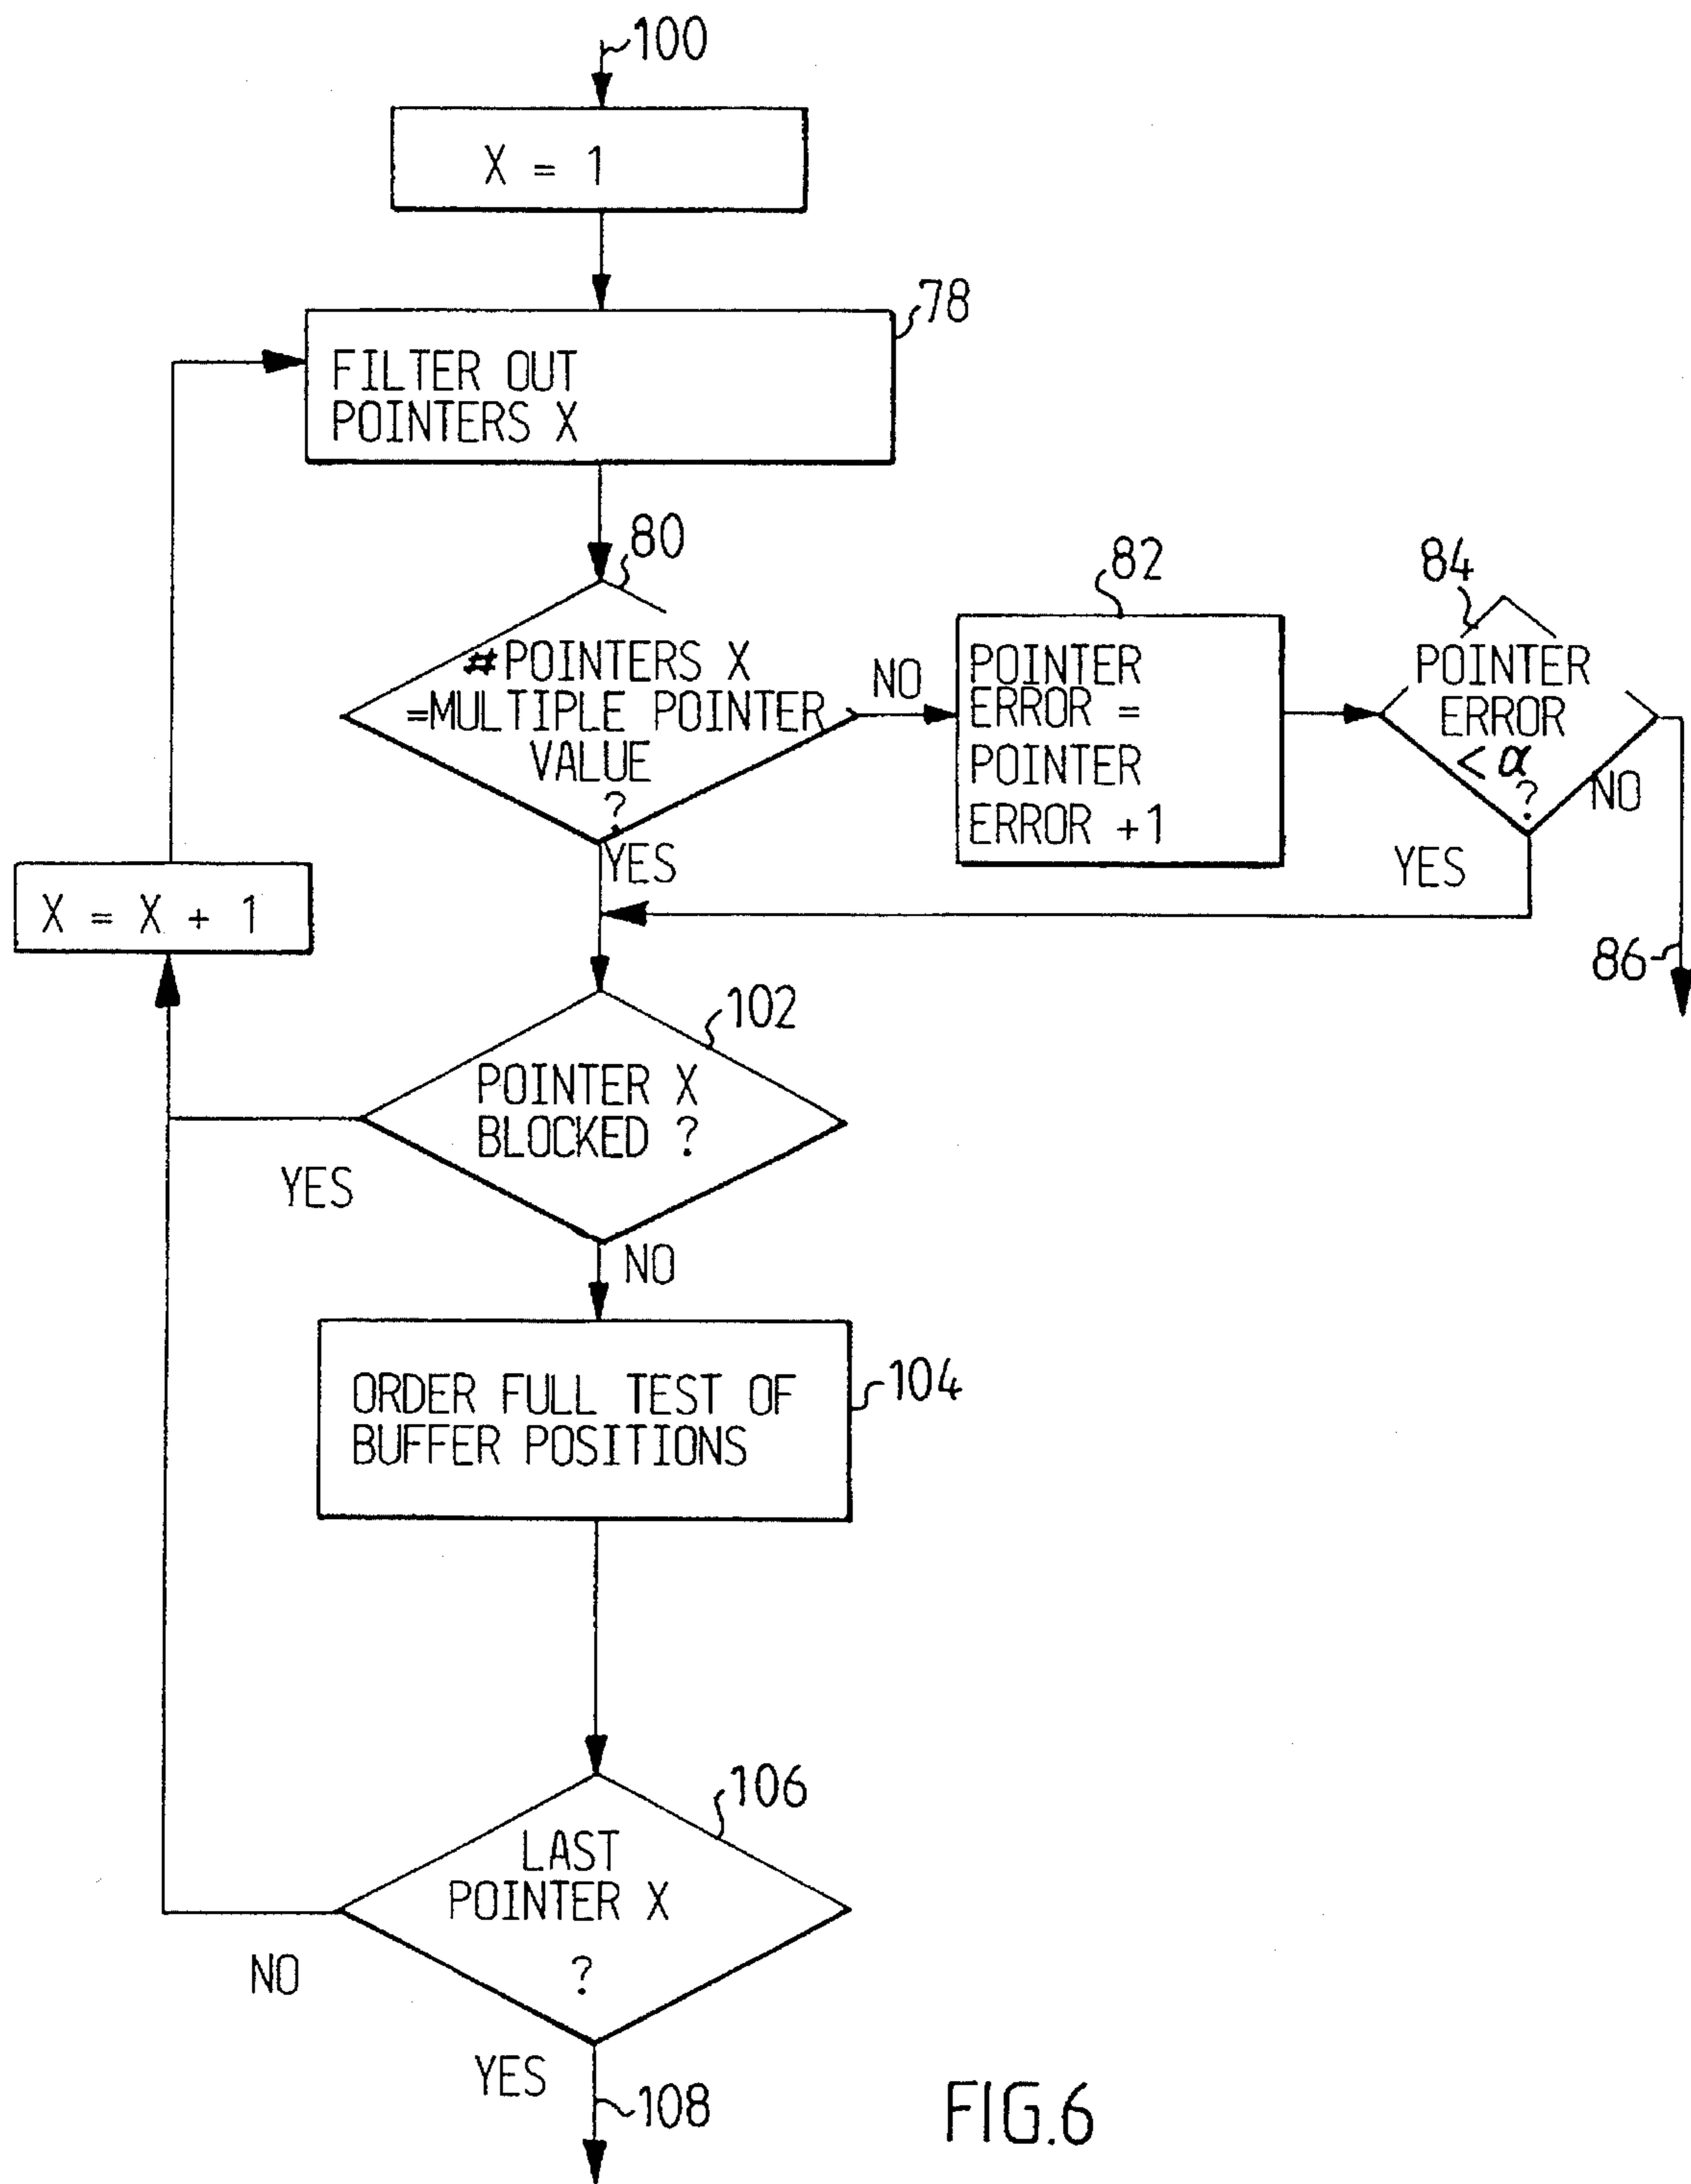 100
X = 1
78
FILTER OUT
POINTERS X
80
#POINTERS X
=MULTIPLE POINTER
VALUE
?
NO
YES
82
POINTER
ERROR =
POINTER
ERROR +1
84
POINTER
ERROR
< α
?
NO
YES
86
X = X + 1
102
POINTER X
BLOCKED ?
YES
NO
104
ORDER FULL TEST OF
BUFFER POSITIONS
106
LAST
POINTER X
?
NO
YES
108
FIG.6